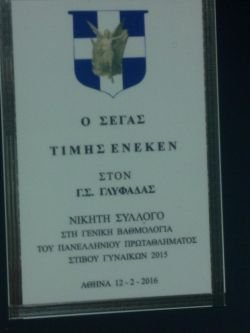 Ο ΣΕΓΑΣ
ΤΙΜΗΣ ΕΝΕΚΕΝ
ΣΤΟΝ
Γ.Σ. ΓΛΥΦΑΔΑΣ
ΝΙΚΗΤΗ ΣΥΛΛΟΓΟ
ΣΤΗ ΓΕΝΙΚΗ ΒΑΘΜΟΛΟΓΙΑ
ΤΟΥ ΠΑΝΕΛΛΗΝΙΟΥ ΠΡΩΤΑΘΛΗΜΑΤΟΣ
ΣΤΙΒΟΥ ΓΥΝΑΙΚΩΝ 2015
ΑΘΗΝΑ 12-2-2016